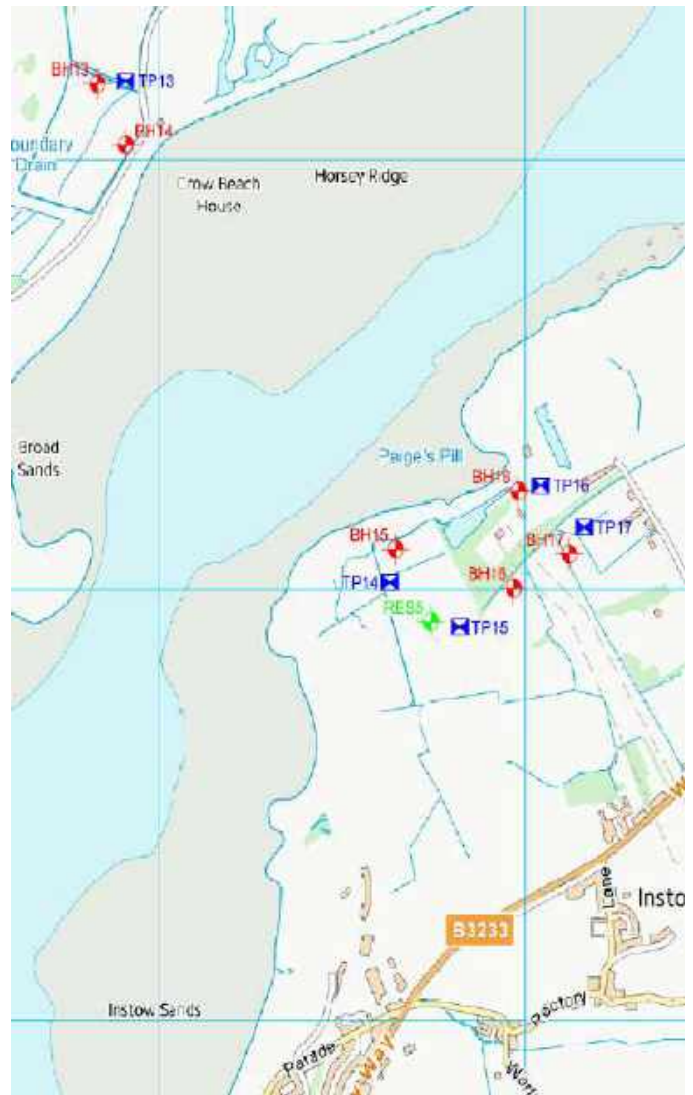 BH13
TP13
BH14
oundary
Drain
Crow Beach
House
Horsey Ridge
Broad
Sands
Paige's Pill
TP16
TP17
BH15
BH17
TP14
BH16
RES5
TP15
Lane
Insto
B3233
Instow Sands
Rectory
Parade
Way